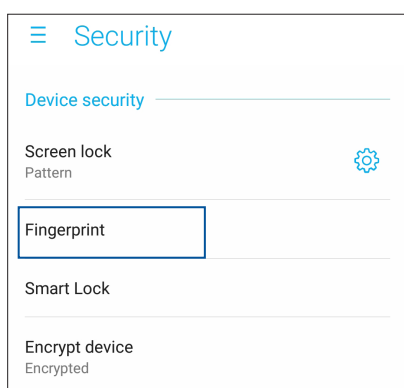 Security
Device security
Screen lock
Pattern
Fingerprint
Smart Lock
Encrypt device
Encrypted